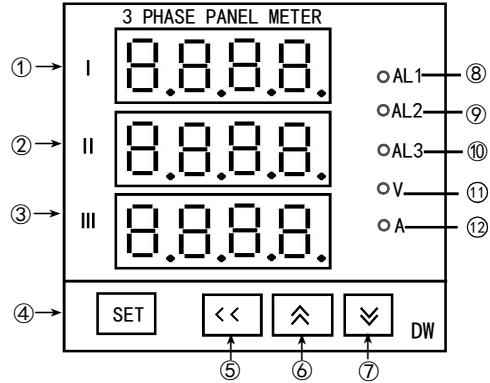 3 PHASE PANEL METER
① I 8.8.8.8.
② II 8.8.8.8.
③ III 8.8.8.8.
AL1 ⑧
AL2 ⑨
AL3 ⑩
V ⑪
A ⑫
④ SET << DW
⑤ ⑥ ⑦